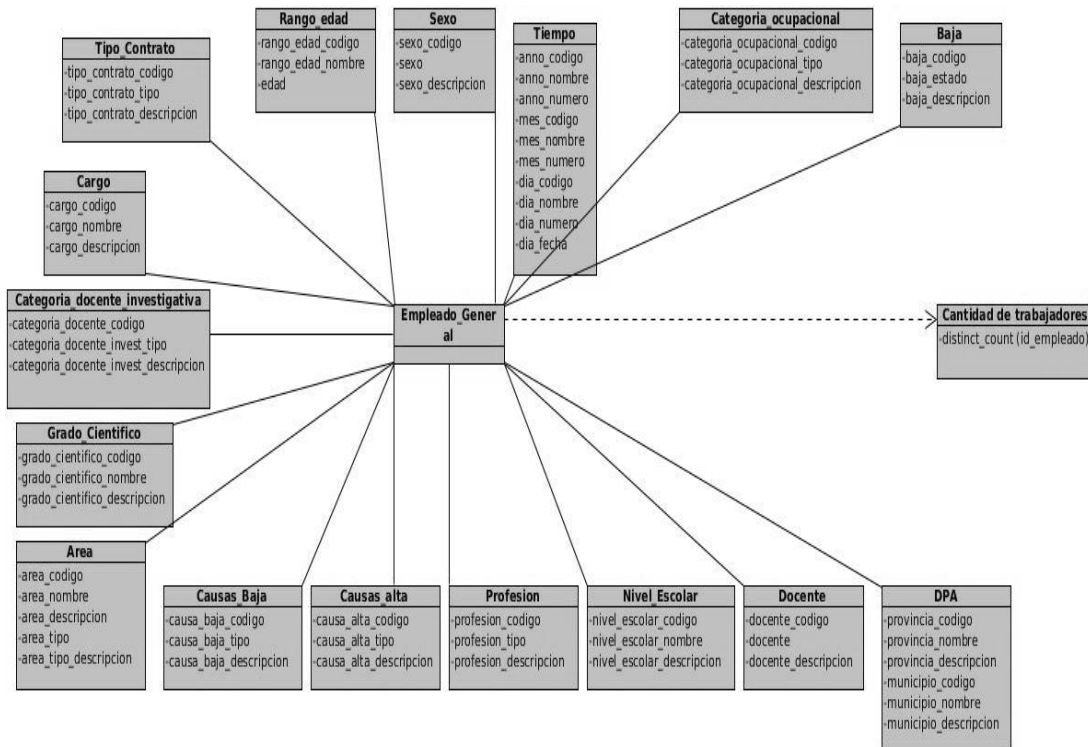 Tipo_Contrato
-tipo_contrato_codigo
-tipo_contrato_tipo
-tipo_contrato_descripcion
Rango_edad
-rango_edad_codigo
-rango_edad_nombre
-edad
Sexo
-sexo_codigo
-sexo
-sexo_descripcion
Tiempo
-anno_codigo
-anno_nombre
-anno_numero
-mes_codigo
-mes_nombre
-mes_numero
-dia_codigo
-dia_nombre
-dia_numero
-dia_fecha
Categoria_ocupacional
-categoria_ocupacional_codigo
-categoria_ocupacional_tipo
-categoria_ocupacional_descripcion
Baja
-baja_codigo
-baja_estado
-baja_descripcion
Cargo
-cargo_codigo
-cargo_nombre
-cargo_descripcion
Categoria_docente_investigativa
-categoria_docente_codigo
-categoria_docente_invest_tipo
-categoria_docente_invest_descripcion
Empleado_Gener
al
Cantidad de trabajadores
-distinct_count (id_empleado)
Grado_Cientifico
-grado_cientifico_codigo
-grado_cientifico_nombre
-grado_cientifico_descripcion
Area
-area_codigo
-area_nombre
-area_descripcion
-area_tipo
-area_tipo_descripcion
Causas_Baja
-causa_baja_codigo
-causa_baja_tipo
-causa_baja_descripcion
Causas_alta
-causa_alta_codigo
-causa_alta_tipo
-causa_alta_descripcion
Profesion
-profesion_codigo
-profesion_tipo
-profesion_descripcion
Nivel_Escolar
-nivel_escolar_codigo
-nivel_escolar_nombre
-nivel_escolar_descripcion
Docente
-docente_codigo
-docente
-docente_descripcion
DPA
-provincia_codigo
-provincia_nombre
-provincia_descripcion
-municipio_codigo
-municipio_nombre
-municipio_descripcion